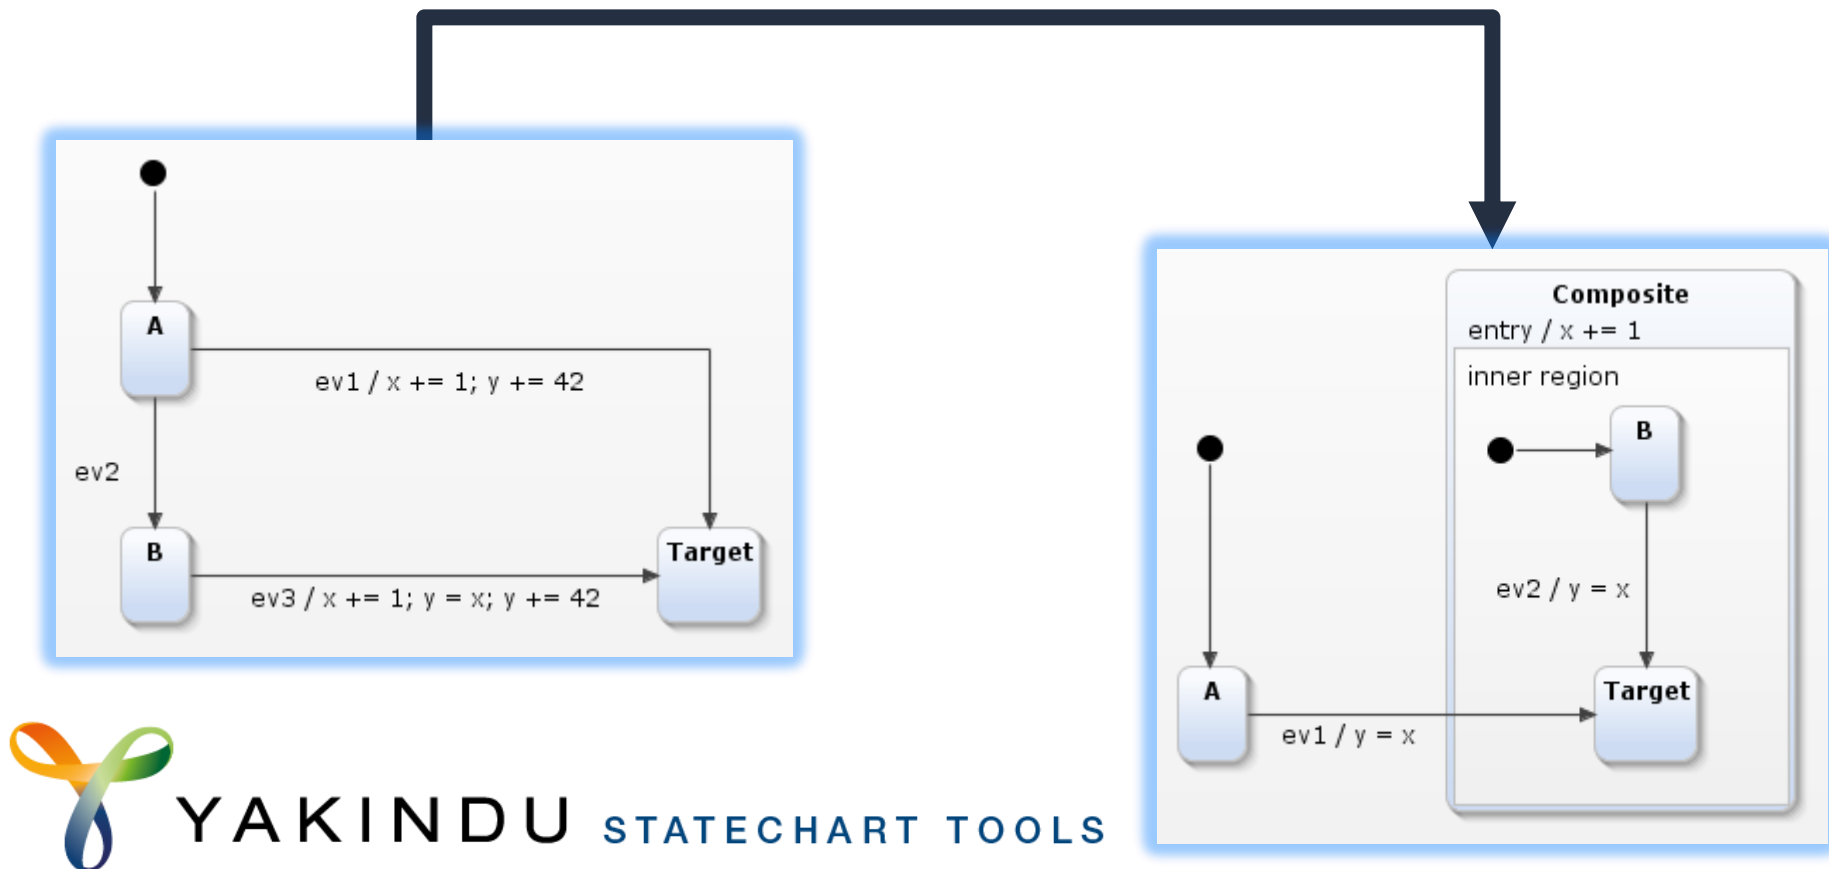 A
ev1 / x += 1; y += 42
ev2
B
Target
ev3 / x += 1; y = x; y += 42
Composite
entry / x += 1
inner region
B
ev2 / y = x
A
Target
ev1 / y = x
YAKINDU STATECHART TOOLS